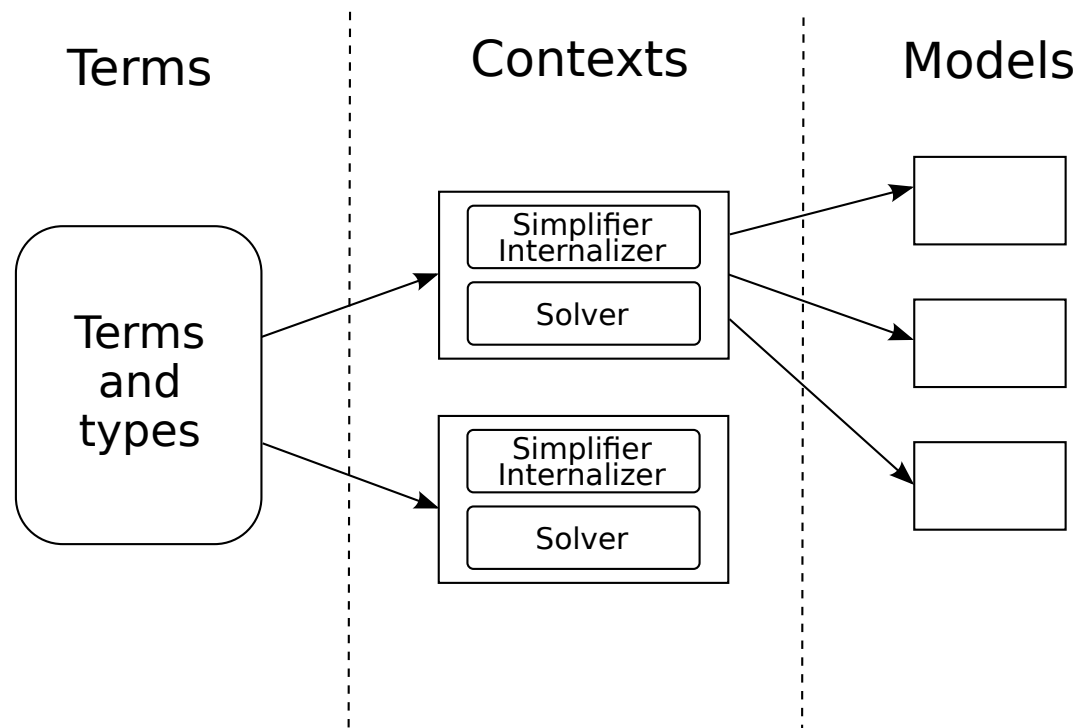 Terms
Contexts
Models
Terms
and
types
Simplifier
Internalizer
Solver
Simplifier
Internalizer
Solver